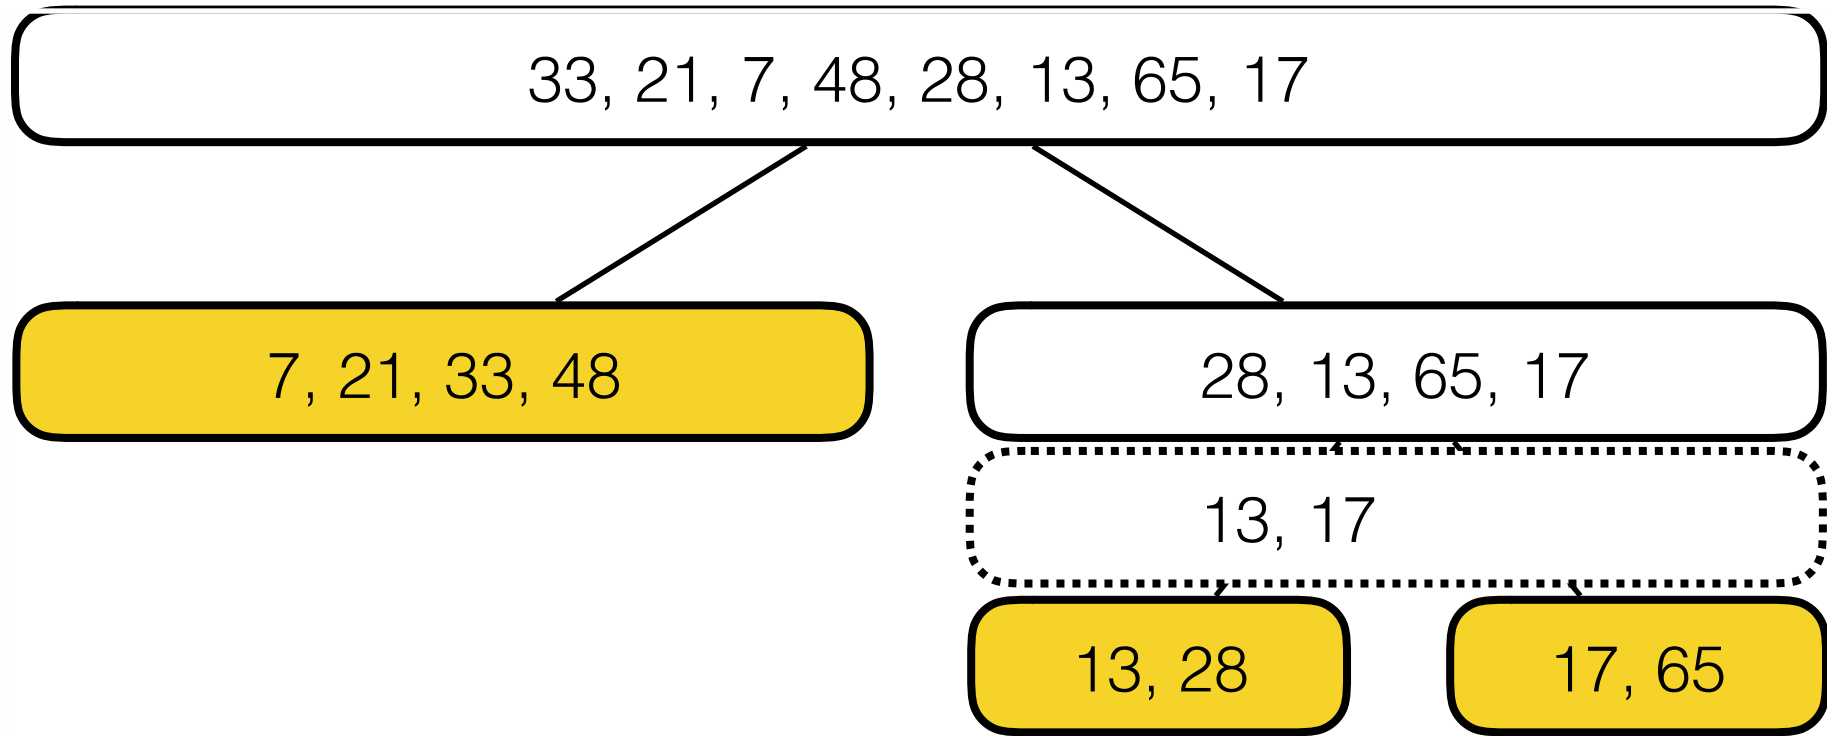 33, 21, 7, 48, 28, 13, 65, 17
7, 21, 33, 48
28, 13, 65, 17
13, 17
13, 28
17, 65